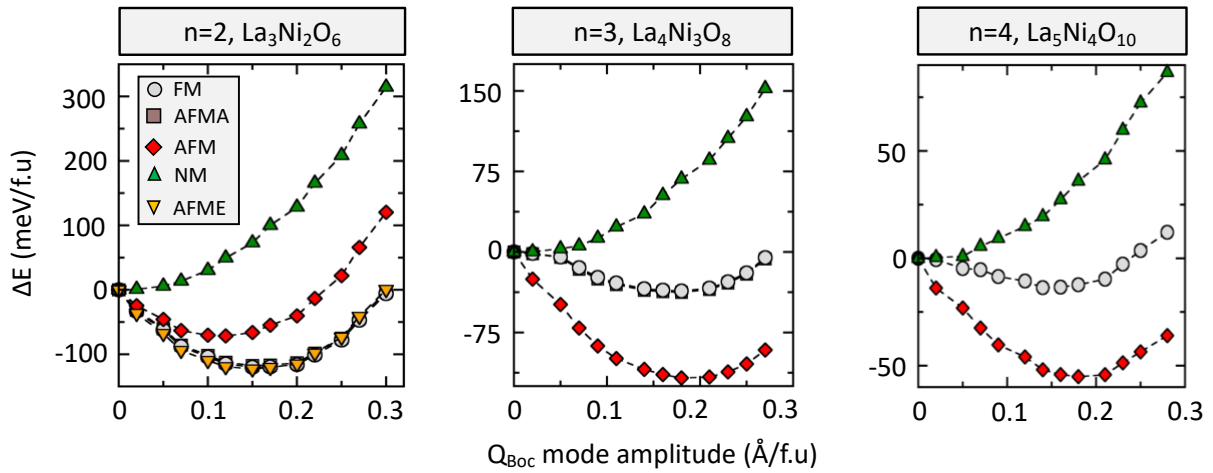 n=2, La₃Ni₂O₆
n=3, La₄Ni₃O₈
n=4, La₅Ni₄O₁₀
ΔE (meV/f.u)
300
200
100
0
-100
FM
AFMA
AFM
NM
AFME
0
0.1
0.2
0.3
150
75
0
-75
0
0.1
0.2
0.3
50
0
-50
0
0.1
0.2
0.3
Q_Boc mode amplitude (Å/f.u)